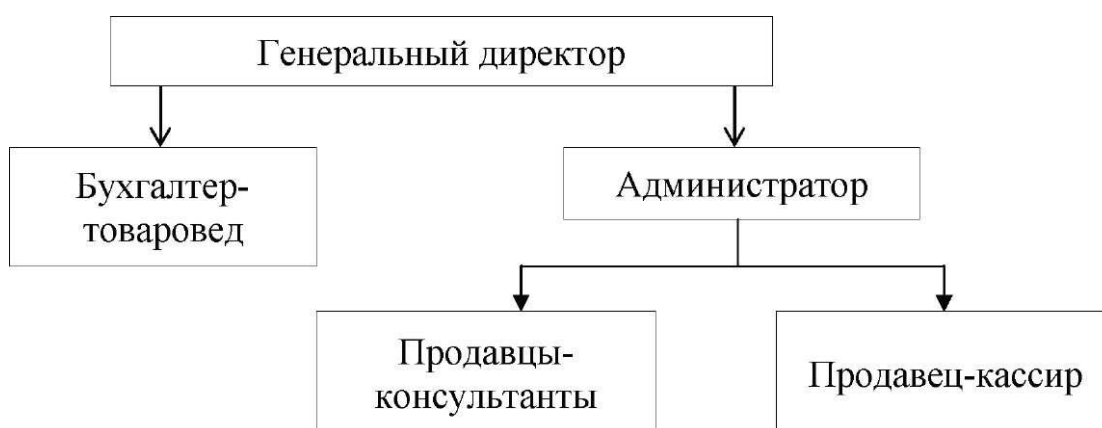 Генеральный директор
Бухгалтер-
товаровед
Администратор
Продавцы-
консультанты
Продавец-кассир